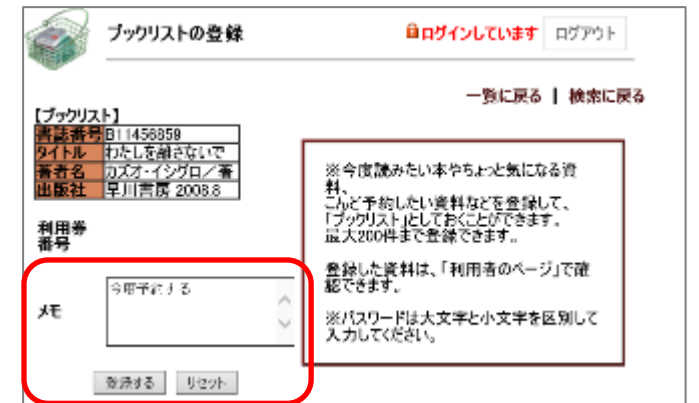 ブックリストの登録
ログインしています ログアウト
一覧に戻る | 検索に戻る
【ブックリスト】
書誌番号 B11456859
タイトル わたしを離さないで
著者名 カズオ・イシグロ／著
出版社 早川書房 2008.8
利用券
番号
※今度読みたい本やちょっと気になる資
料、
こんど予約したい資料などを登録して、
「ブックリスト」としておくことができます。
最大200件まで登録できます。
登録した資料は、「利用者のページ」で確
認できます。
※パスワードは大文字と小文字を区別して
入力してください。
メモ
今度予約する
登録する リセット